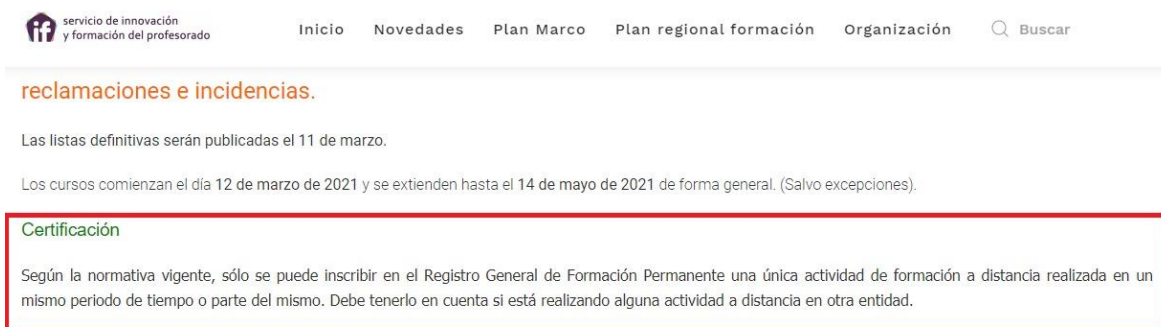 if servicio de innovación
y formación del profesorado
Inicio Novedades Plan Marco Plan regional formación Organización Buscar
reclamaciones e incidencias.
Las listas definitivas serán publicadas el 11 de marzo.
Los cursos comienzan el día 12 de marzo de 2021 y se extienden hasta el 14 de mayo de 2021 de forma general. (Salvo excepciones).
Certificación
Según la normativa vigente, sólo se puede inscribir en el Registro General de Formación Permanente una única actividad de formación a distancia realizada en un
mismo periodo de tiempo o parte del mismo. Debe tenerlo en cuenta si está realizando alguna actividad a distancia en otra entidad.